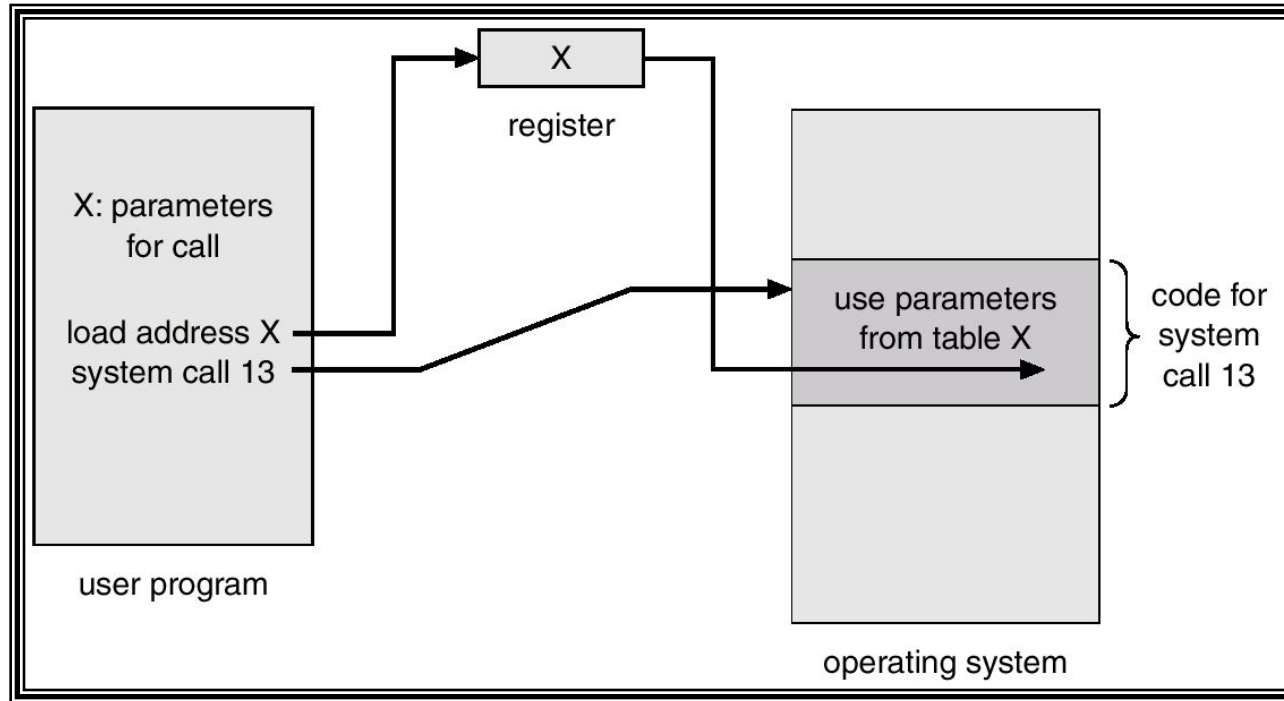 X
register
X: parameters
for call
load address X
system call 13
user program
use parameters
from table X
code for
system
call 13
operating system